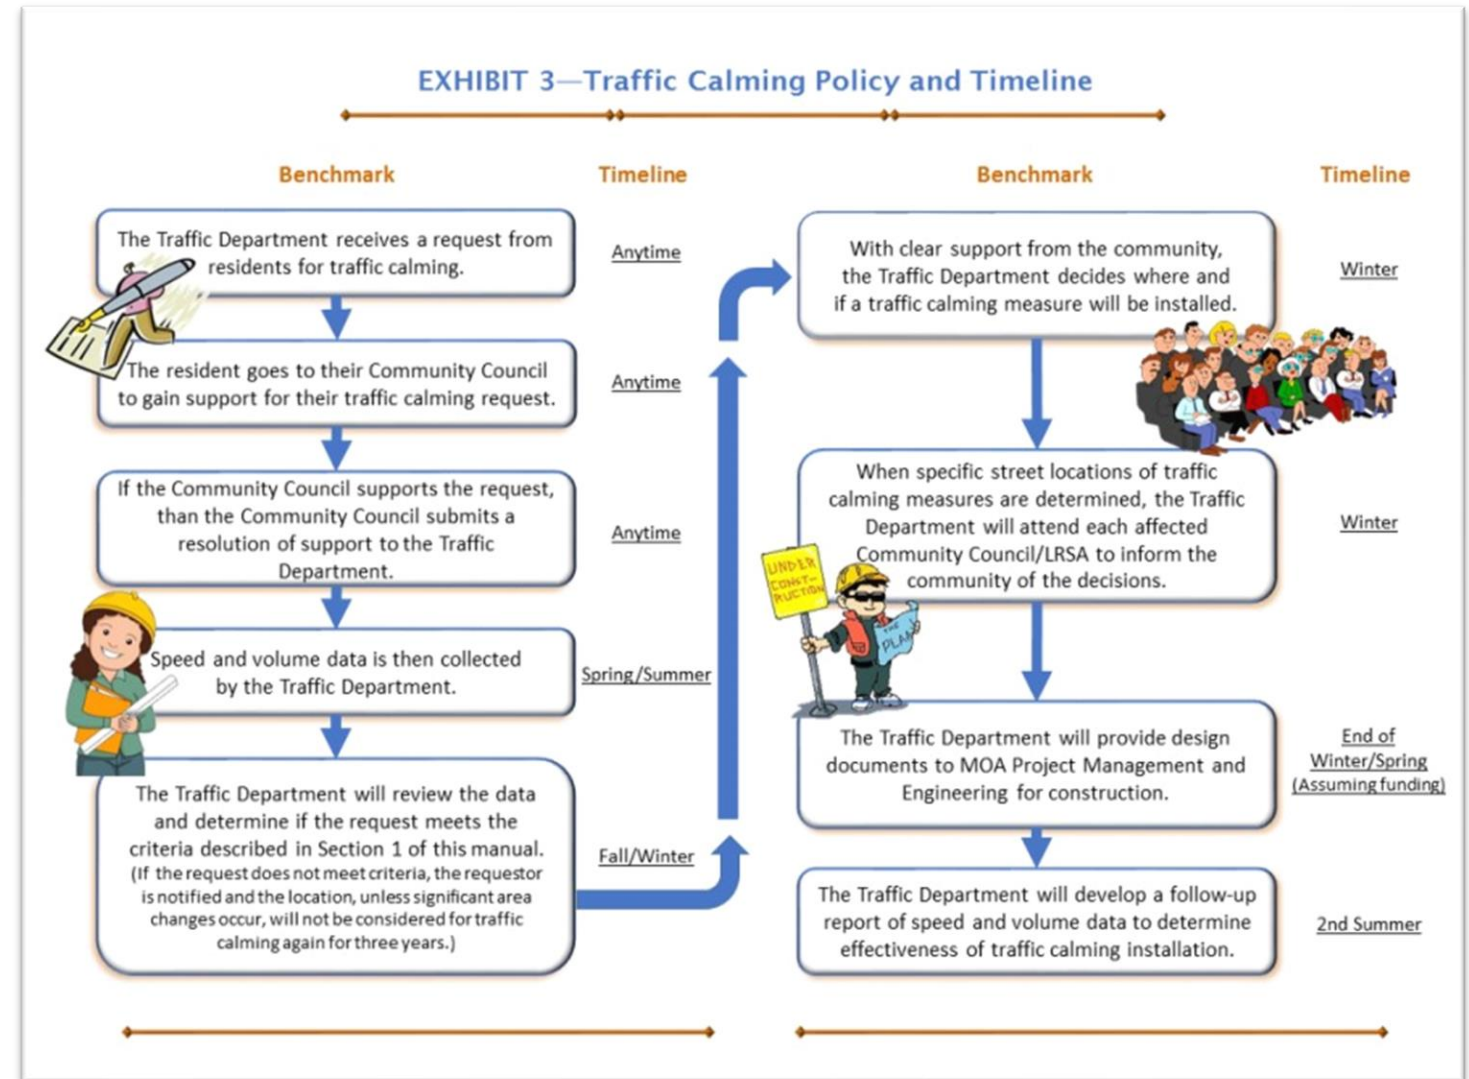 EXHIBIT 3—Traffic Calming Policy and Timeline
Benchmark
Timeline
The Traffic Department receives a request from
residents for traffic calming.
Anytime
The resident goes to their Community Council
to gain support for their traffic calming request.
Anytime
If the Community Council supports the request,
than the Community Council submits a
resolution of support to the Traffic
Department.
Anytime
Speed and volume data is then collected
by the Traffic Department.
Spring/Summer
The Traffic Department will review the data
and determine if the request meets the
criteria described in Section 1 of this manual.
(If the request does not meet criteria, the requestor
is notified and the location, unless significant area
changes occur, will not be considered for traffic
calming again for three years.)
Fall/Winter
Benchmark
Timeline
With clear support from the community,
the Traffic Department decides where and
if a traffic calming measure will be installed.
Winter
When specific street locations of traffic
calming measures are determined, the Traffic
Department will attend each affected
Community Council/LRSA to inform the
community of the decisions.
Winter
UNDER
CONST-
RUCTION
THE
PLAN
The Traffic Department will provide design
documents to MOA Project Management and
Engineering for construction.
End of
Winter/Spring
(Assuming funding)
The Traffic Department will develop a follow-up
report of speed and volume data to determine
effectiveness of traffic calming installation.
2nd Summer